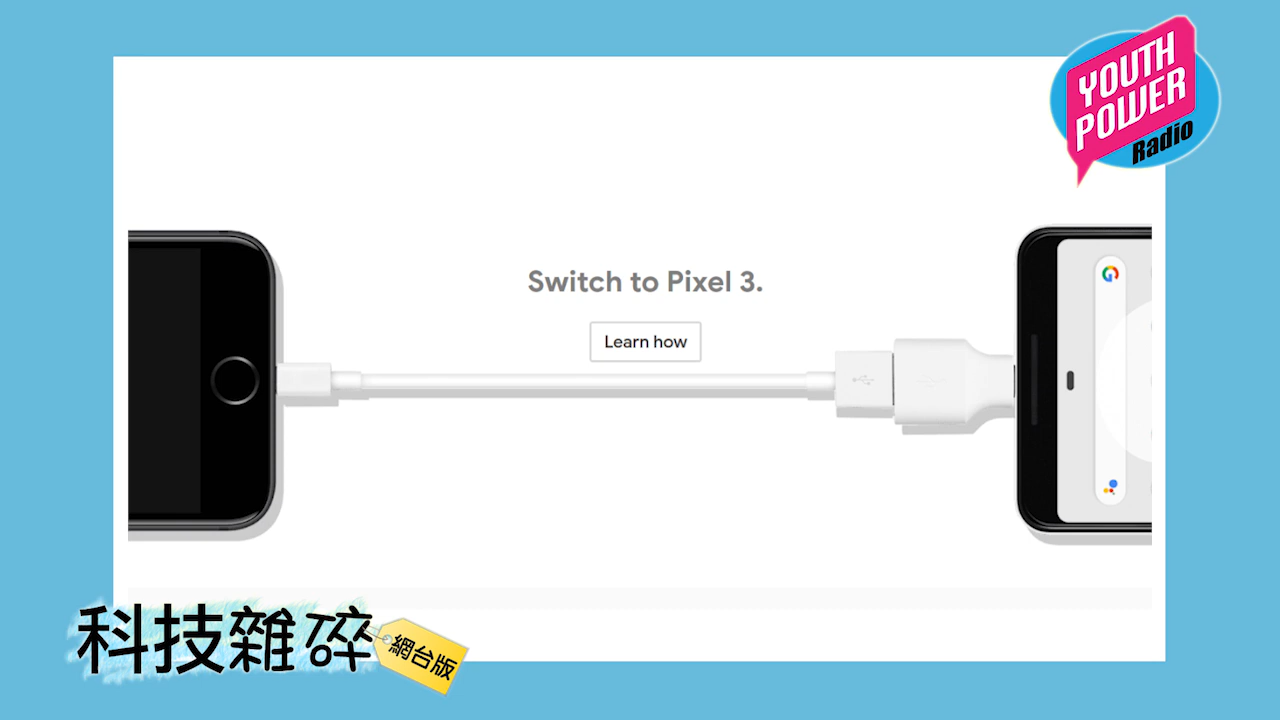 YOUTH
POWER
Radio
Switch to Pixel 3.
Learn how
科技雜碎
網台版